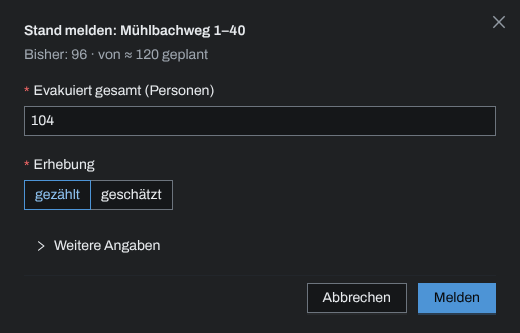 Stand melden: Mühlbachweg 1–40
Bisher: 96 · von ≈ 120 geplant
* Evakuiert gesamt (Personen)
104
* Erhebung
gezählt geschätzt
Weitere Angaben
Abbrechen Melden